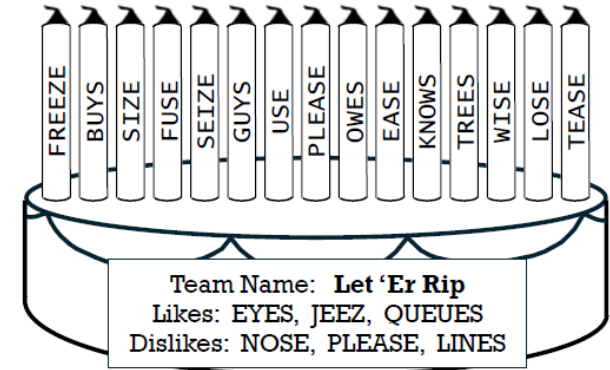 FREEZE
BUYS
SIZE
FUSE
SEIZE
GUYS
USE
PLEASE
OWES
EASE
KNOWS
TREES
WISE
LOSE
TEASE
Team Name: Let ‘Er Rip
Likes: EYES, JEEZ, QUEUES
Dislikes: NOSE, PLEASE, LINES